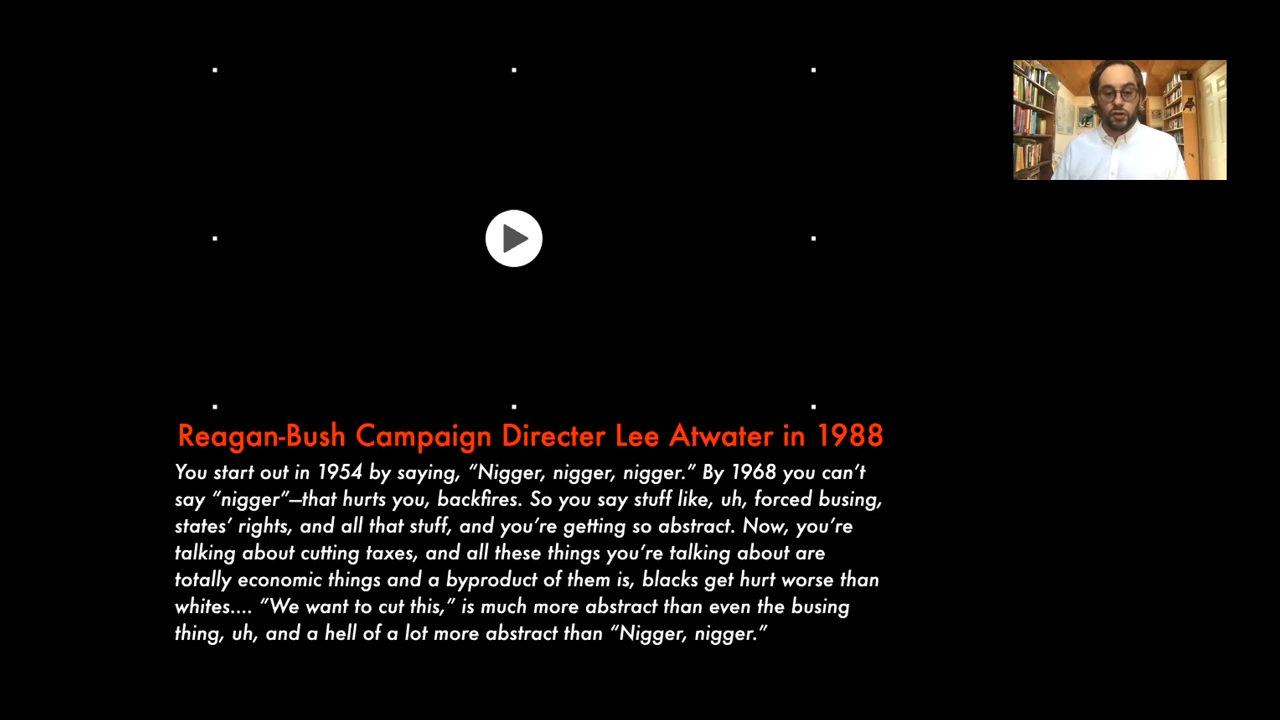 Reagan-Bush Campaign Directer Lee Atwater in 1988
You start out in 1954 by saying, “Nigger, nigger, nigger.” By 1968 you can’t
say “nigger”—that hurts you, backfires. So you say stuff like, uh, forced busing,
states’ rights, and all that stuff, and you’re getting so abstract. Now, you’re
talking about cutting taxes, and all these things you’re talking about are
totally economic things and a byproduct of them is, blacks get hurt worse than
whites.... “We want to cut this,” is much more abstract than even the busing
thing, uh, and a hell of a lot more abstract than “Nigger, nigger.”